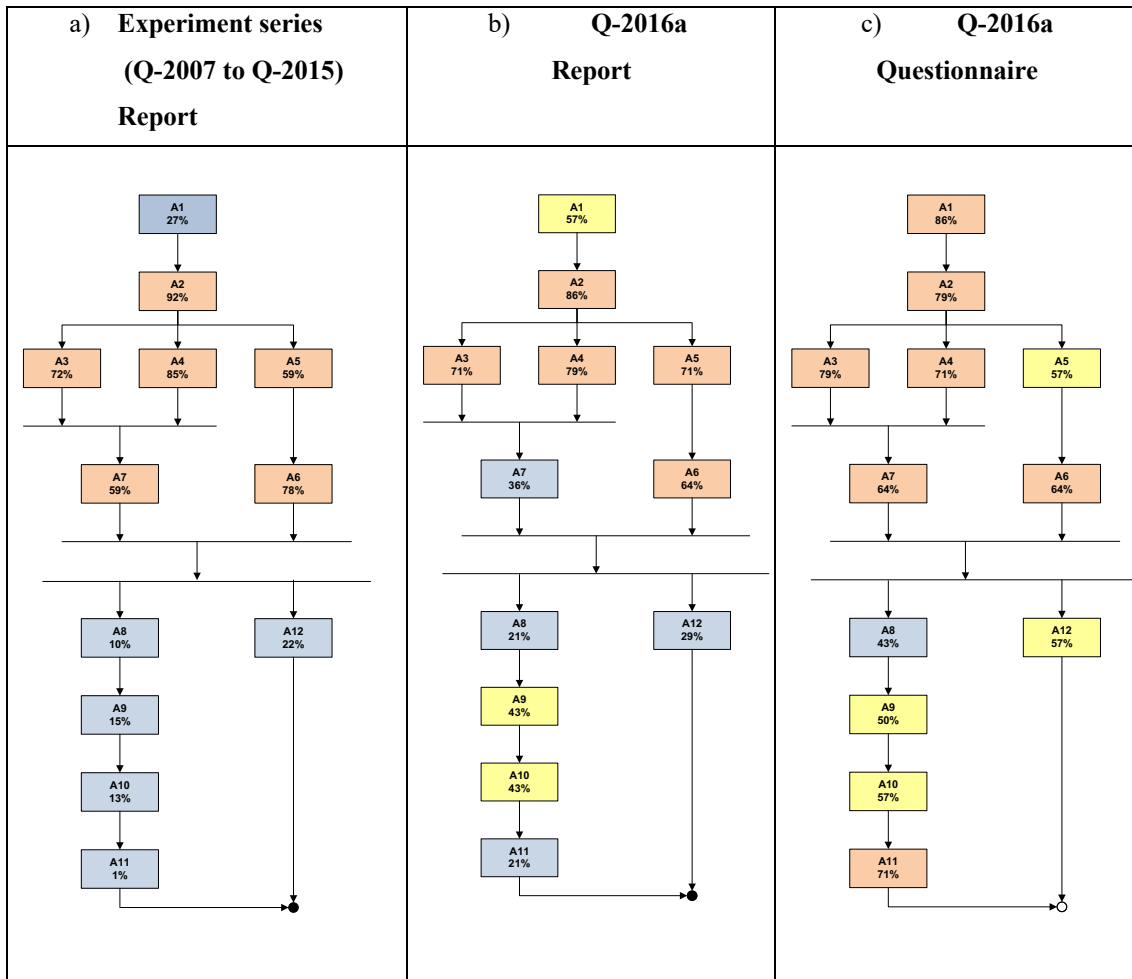 a) Experiment series
(Q-2007 to Q-2015)
Report
b) Q-2016a
Report
c) Q-2016a
Questionnaire
A1
27%
A2
92%
A3
72%
A4
85%
A5
59%
A7
59%
A6
78%
A8
10%
A12
22%
A9
15%
A10
13%
A11
1%
A1
57%
A2
86%
A3
71%
A4
79%
A5
71%
A7
36%
A6
64%
A8
21%
A12
29%
A9
43%
A10
43%
A11
21%
A1
86%
A2
79%
A3
79%
A4
71%
A5
57%
A7
64%
A6
64%
A8
43%
A12
57%
A9
50%
A10
57%
A11
71%